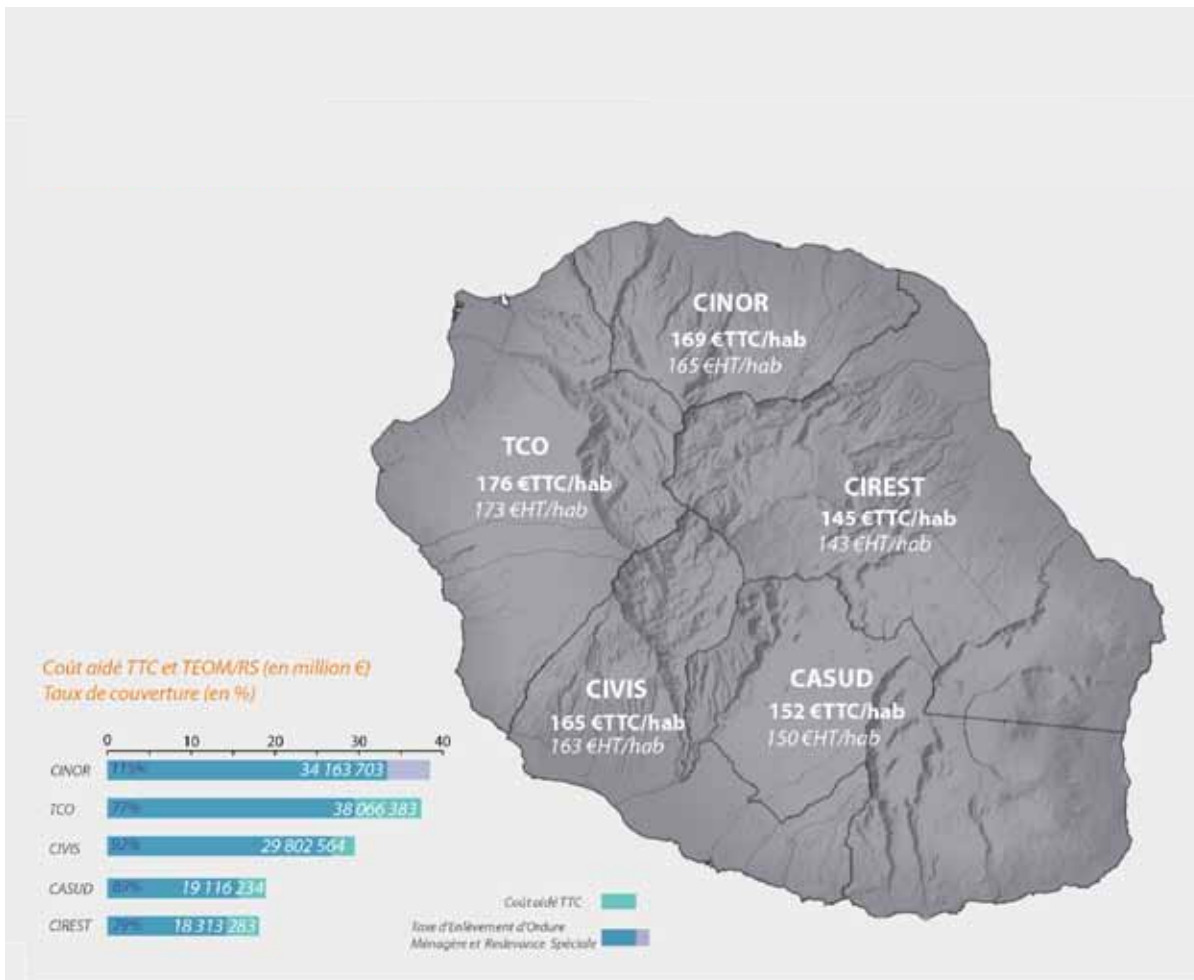 CINOR
169 €TTC/hab
165 €HT/hab
TCO
176 €TTC/hab
173 €HT/hab
CIREST
145 €TTC/hab
143 €HT/hab
CIVIS
165 €TTC/hab
163 €HT/hab
CASUD
152 €TTC/hab
150 €HT/hab
Coût aidé TTC et TEOM/RS (en million €)
Taux de couverture (en %)
0 10 20 30 40
CINOR 115% 34 163 703
TCO 77% 38 066 383
CIVIS 92% 29 802 564
CASUD 19 116 234
CIREST 18 313 283
Coût aidé TTC
Taxe d'Enlèvement d'Ordure
Ménagère et Redevance Spéciale